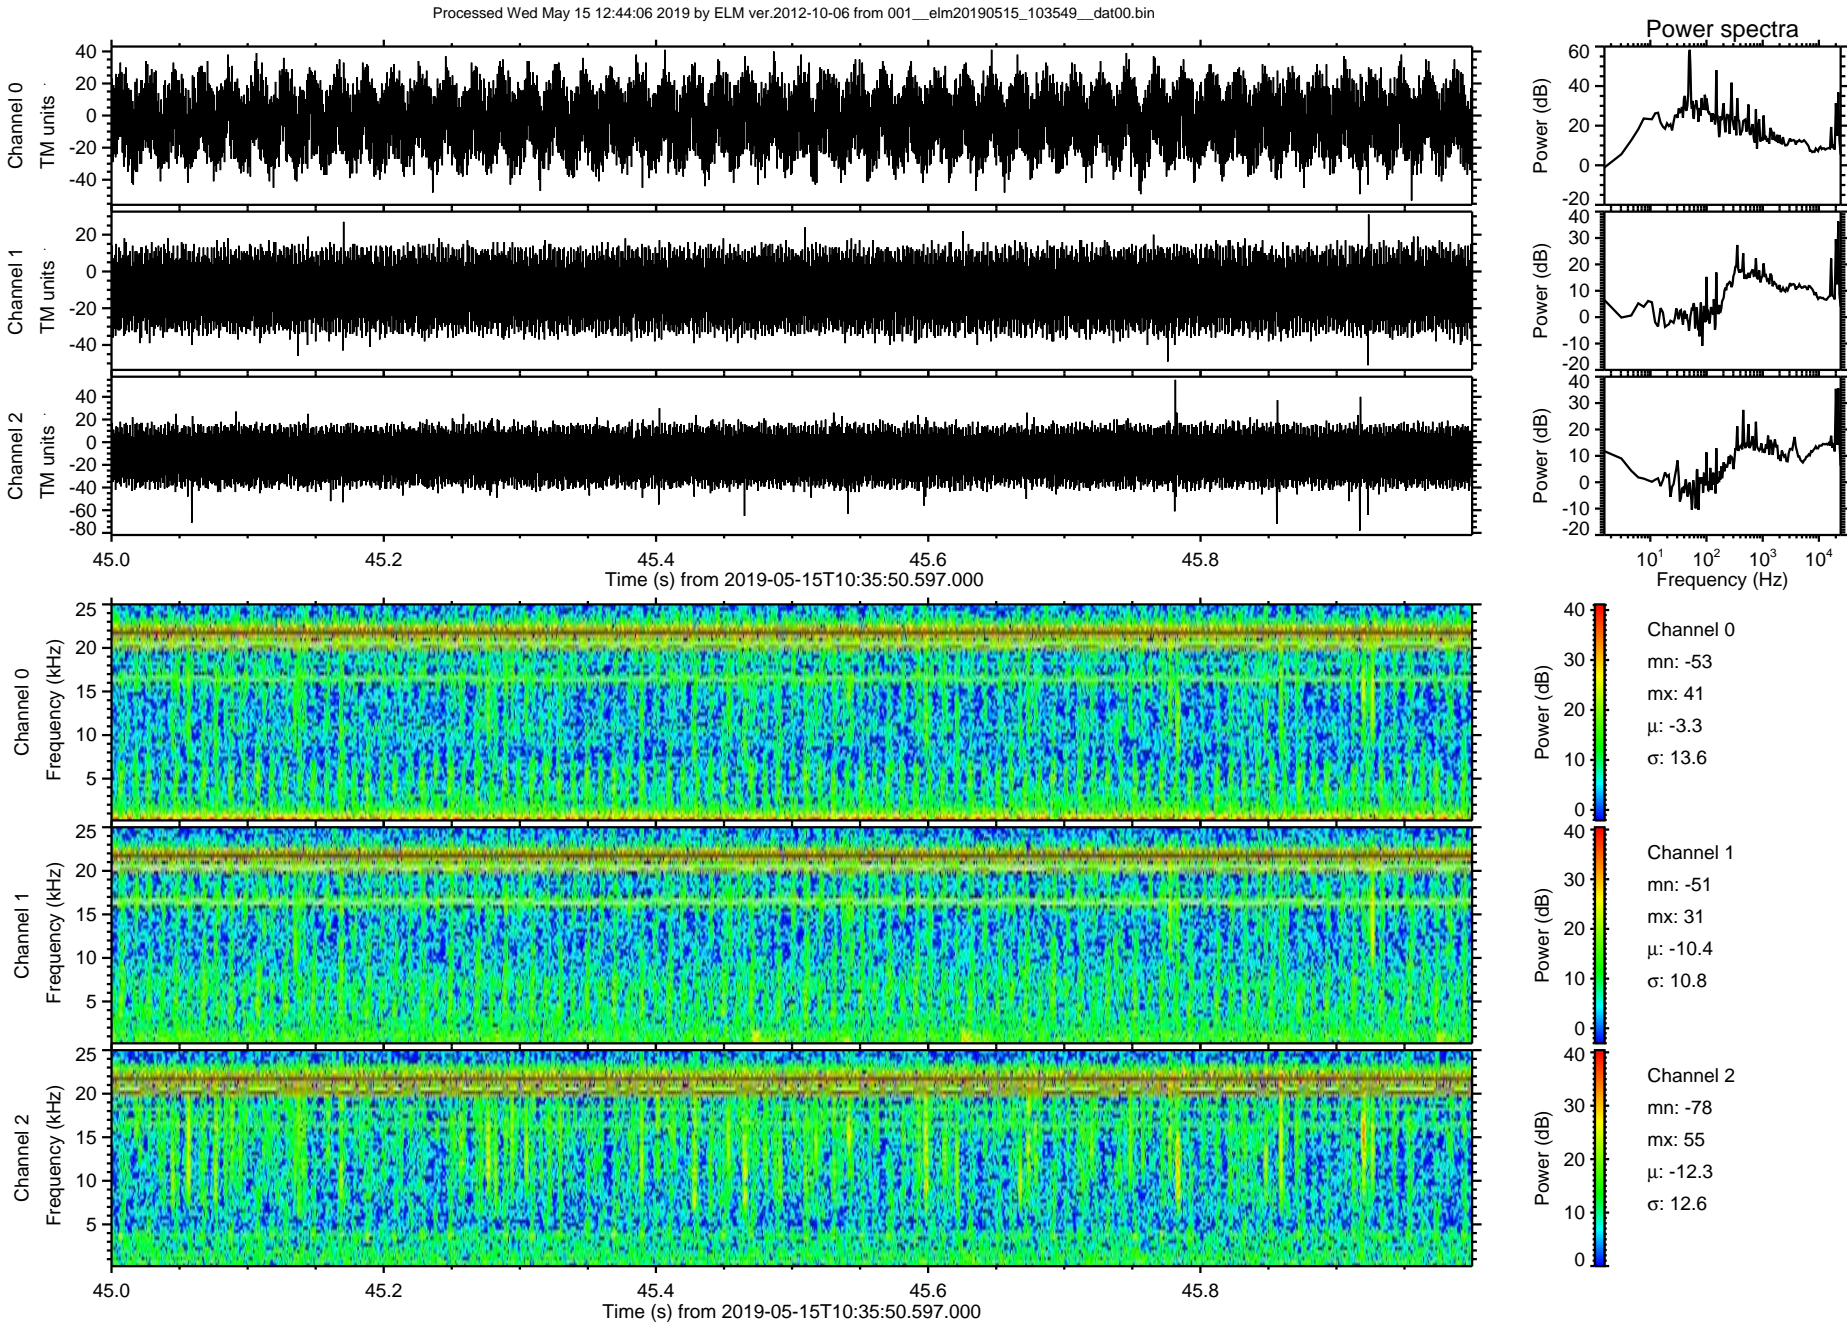 Processed Wed May 15 12:44:06 2019 by ELM ver.2012-10-06 from 001__elm20190515_103549__dat00.bin
Power spectra
Channel 0
TM units
40
20
0
-20
-40
Power (dB)
60
40
20
0
-20
Channel 1
TM units
20
0
-20
-40
Power (dB)
40
30
20
10
0
-10
-20
Channel 2
TM units
40
20
0
-20
-40
-60
-80
Power (dB)
40
30
20
10
0
-10
-20
45.0 45.2 45.4 45.6 45.8
Time (s) from 2019-05-15T10:35:50.597.000
10¹ 10² 10³ 10⁴
Frequency (Hz)
Channel 0
Frequency (kHz)
25
20
15
10
5
Power (dB)
40
30
20
10
0
Channel 0
mn: -53
mx: 41
μ: -3.3
σ: 13.6
Channel 1
Frequency (kHz)
25
20
15
10
5
Power (dB)
40
30
20
10
0
Channel 1
mn: -51
mx: 31
μ: -10.4
σ: 10.8
Channel 2
Frequency (kHz)
25
20
15
10
5
Power (dB)
40
30
20
10
0
Channel 2
mn: -78
mx: 55
μ: -12.3
σ: 12.6
45.0 45.2 45.4 45.6 45.8
Time (s) from 2019-05-15T10:35:50.597.000